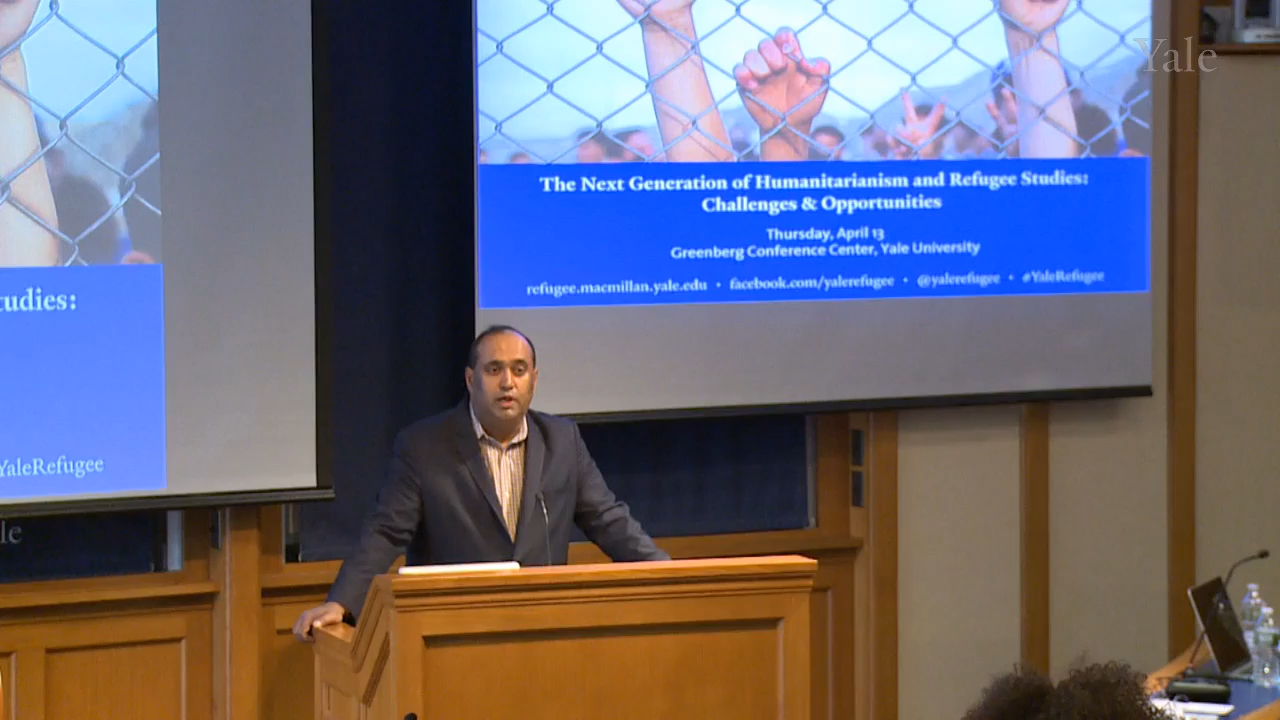 Yale
The Next Generation of Humanitarianism and Refugee Studies:
Challenges & Opportunities
Thursday, April 13
Greenberg Conference Center, Yale University
refugee.macmillan.yale.edu • facebook.com/yalerefugee • @yalerefugee • #YaleRefugee
tudies:
YaleRefugee
le